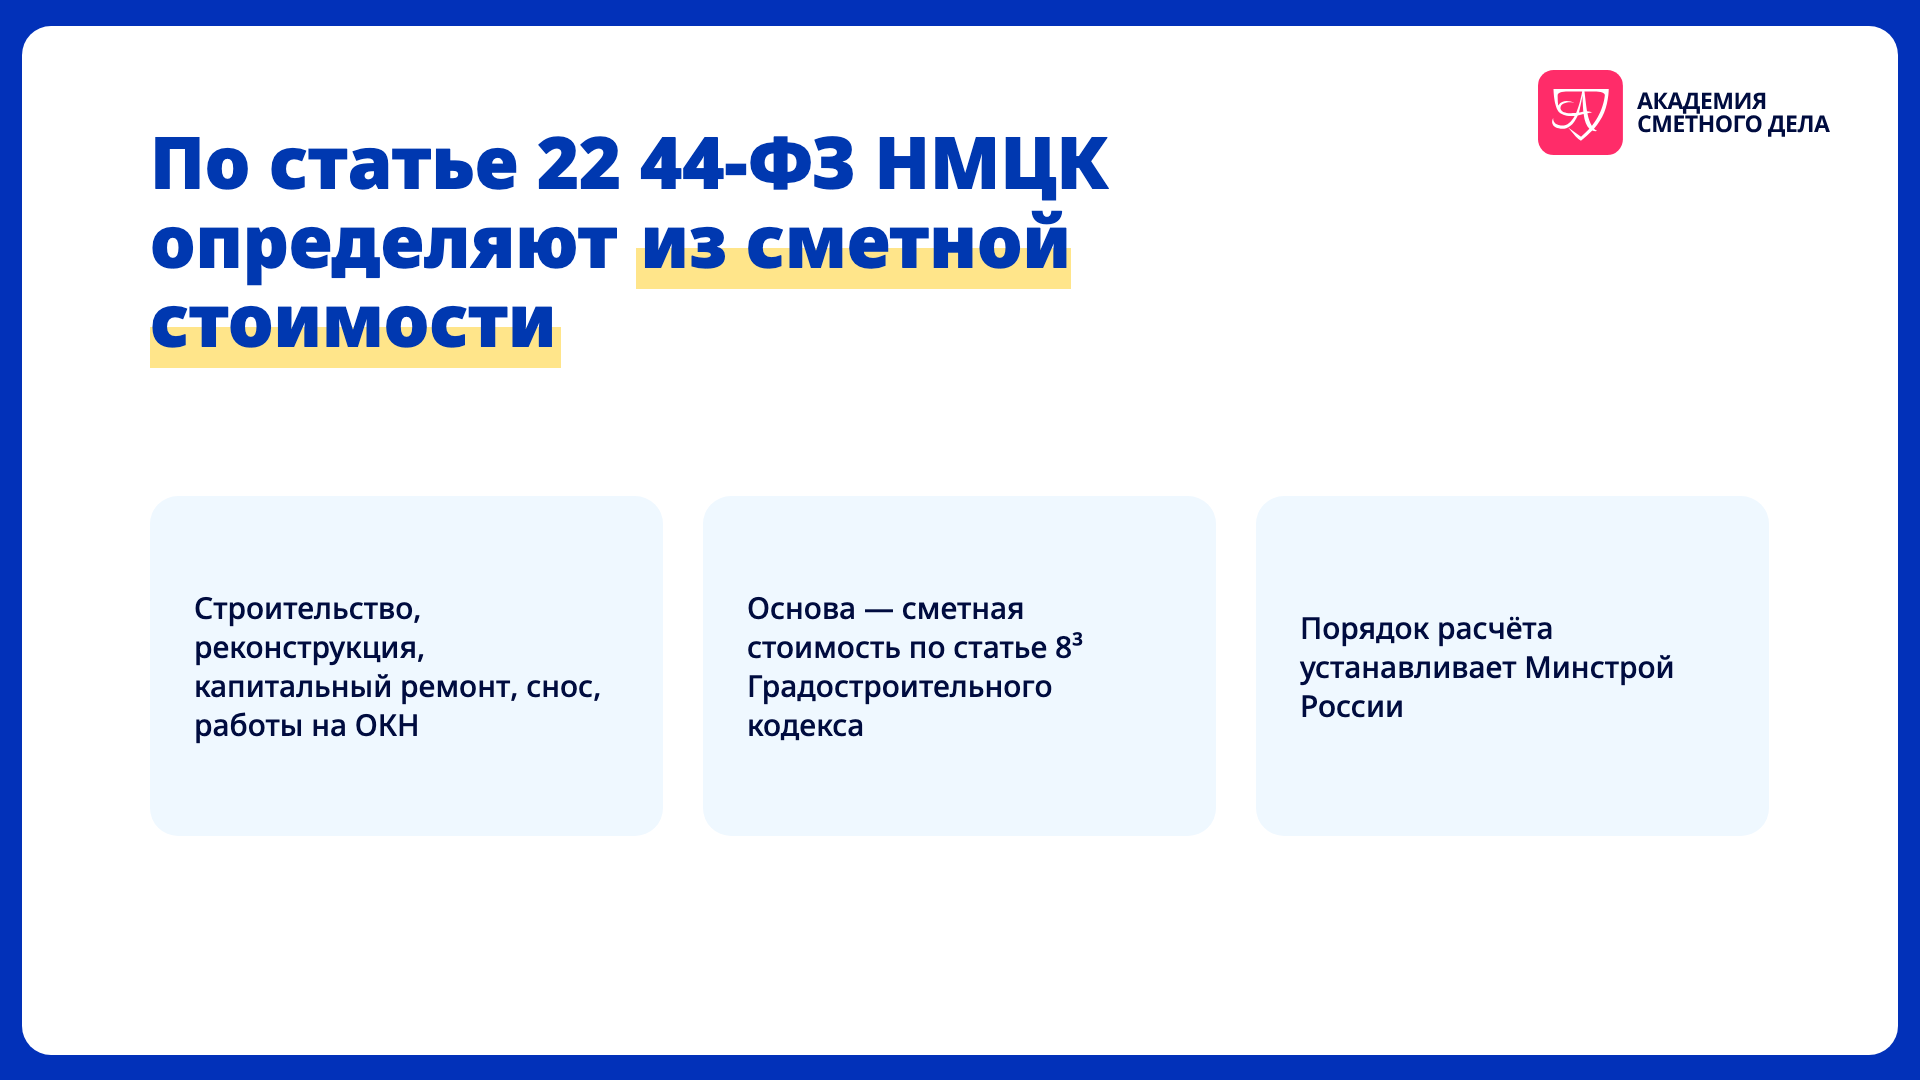 АКАДЕМИЯ
СМЕТНОГО ДЕЛА
По статье 22 44-ФЗ НМЦК
определяют из сметной
стоимости
Строительство,
реконструкция,
капитальный ремонт, снос,
работы на ОКН
Основа — сметная
стоимость по статье 8³
Градостроительного
кодекса
Порядок расчёта
устанавливает Минстрой
России